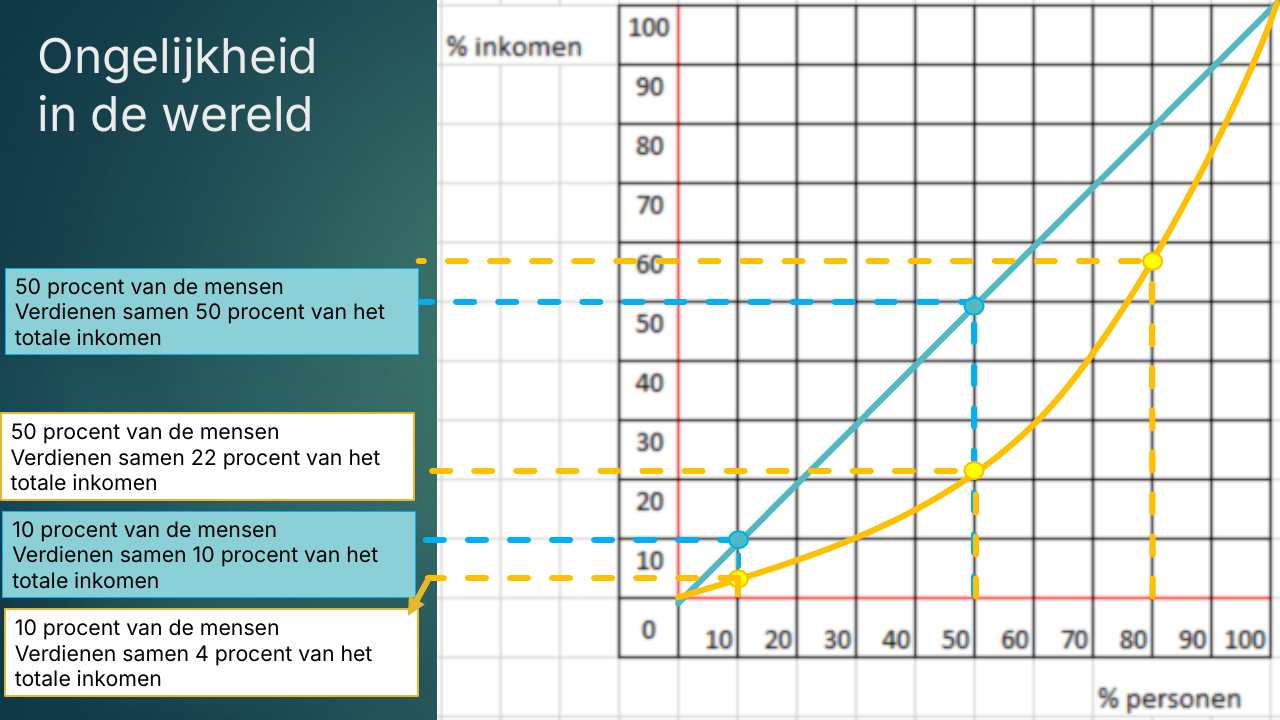 Ongelijkheid
in de wereld
50 procent van de mensen
Verdienen samen 50 procent van het
totale inkomen
50 procent van de mensen
Verdienen samen 22 procent van het
totale inkomen
10 procent van de mensen
Verdienen samen 10 procent van het
totale inkomen
10 procent van de mensen
Verdienen samen 4 procent van het
totale inkomen
% inkomen
100
90
80
70
60
50
40
30
20
10
0
10 20 30 40 50 60 70 80 90 100
% personen